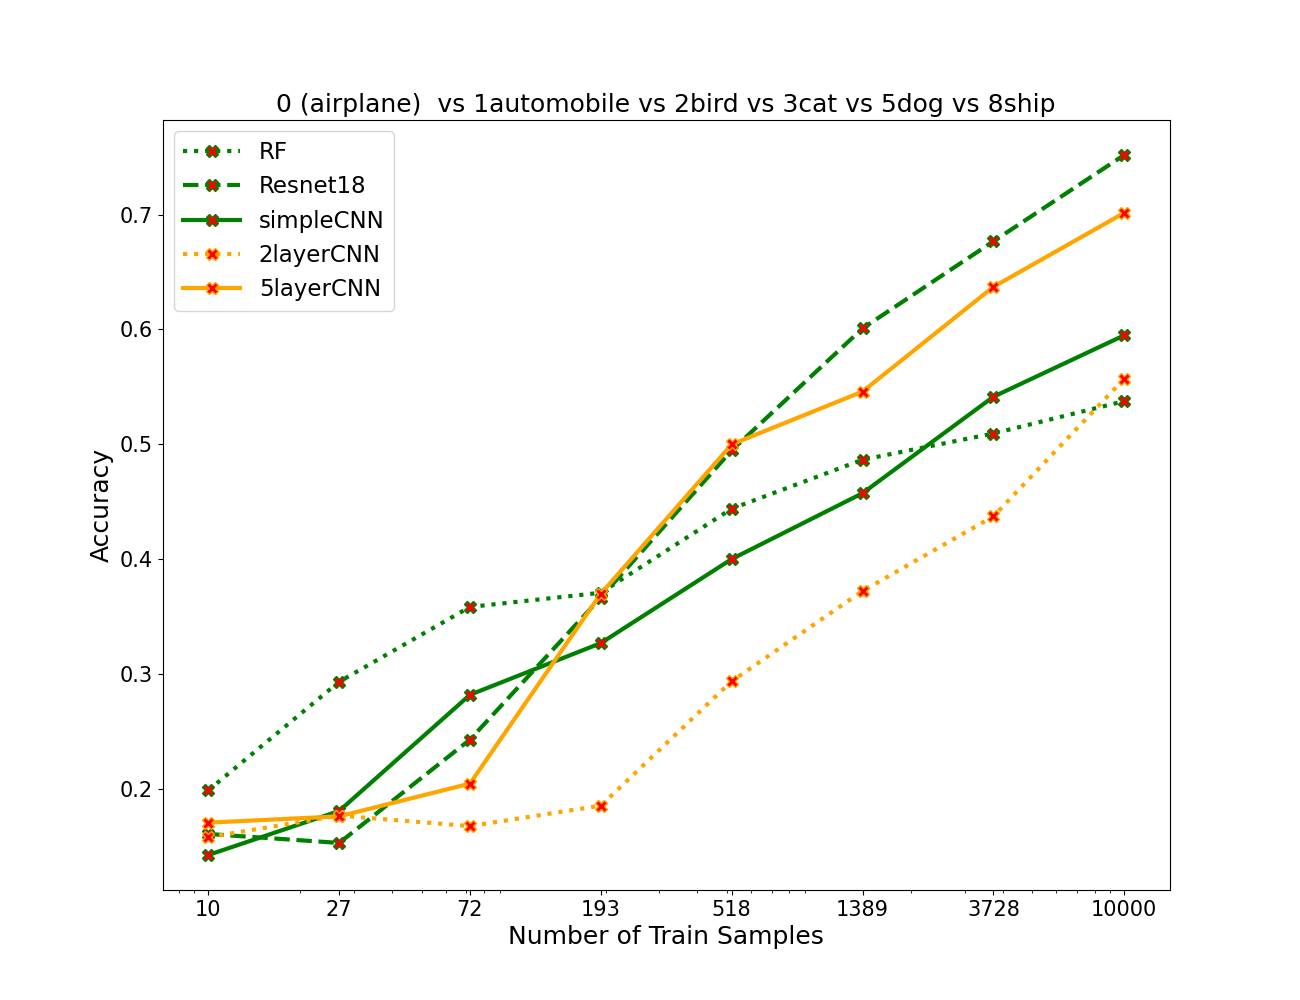 0 (airplane)  vs 1automobile vs 2bird vs 3cat vs 5dog vs 8ship
RF
Resnet18
simpleCNN
2layerCNN
5layerCNN
Accuracy
0.7
0.6
0.5
0.4
0.3
0.2
10 27 72 193 518 1389 3728 10000
Number of Train Samples